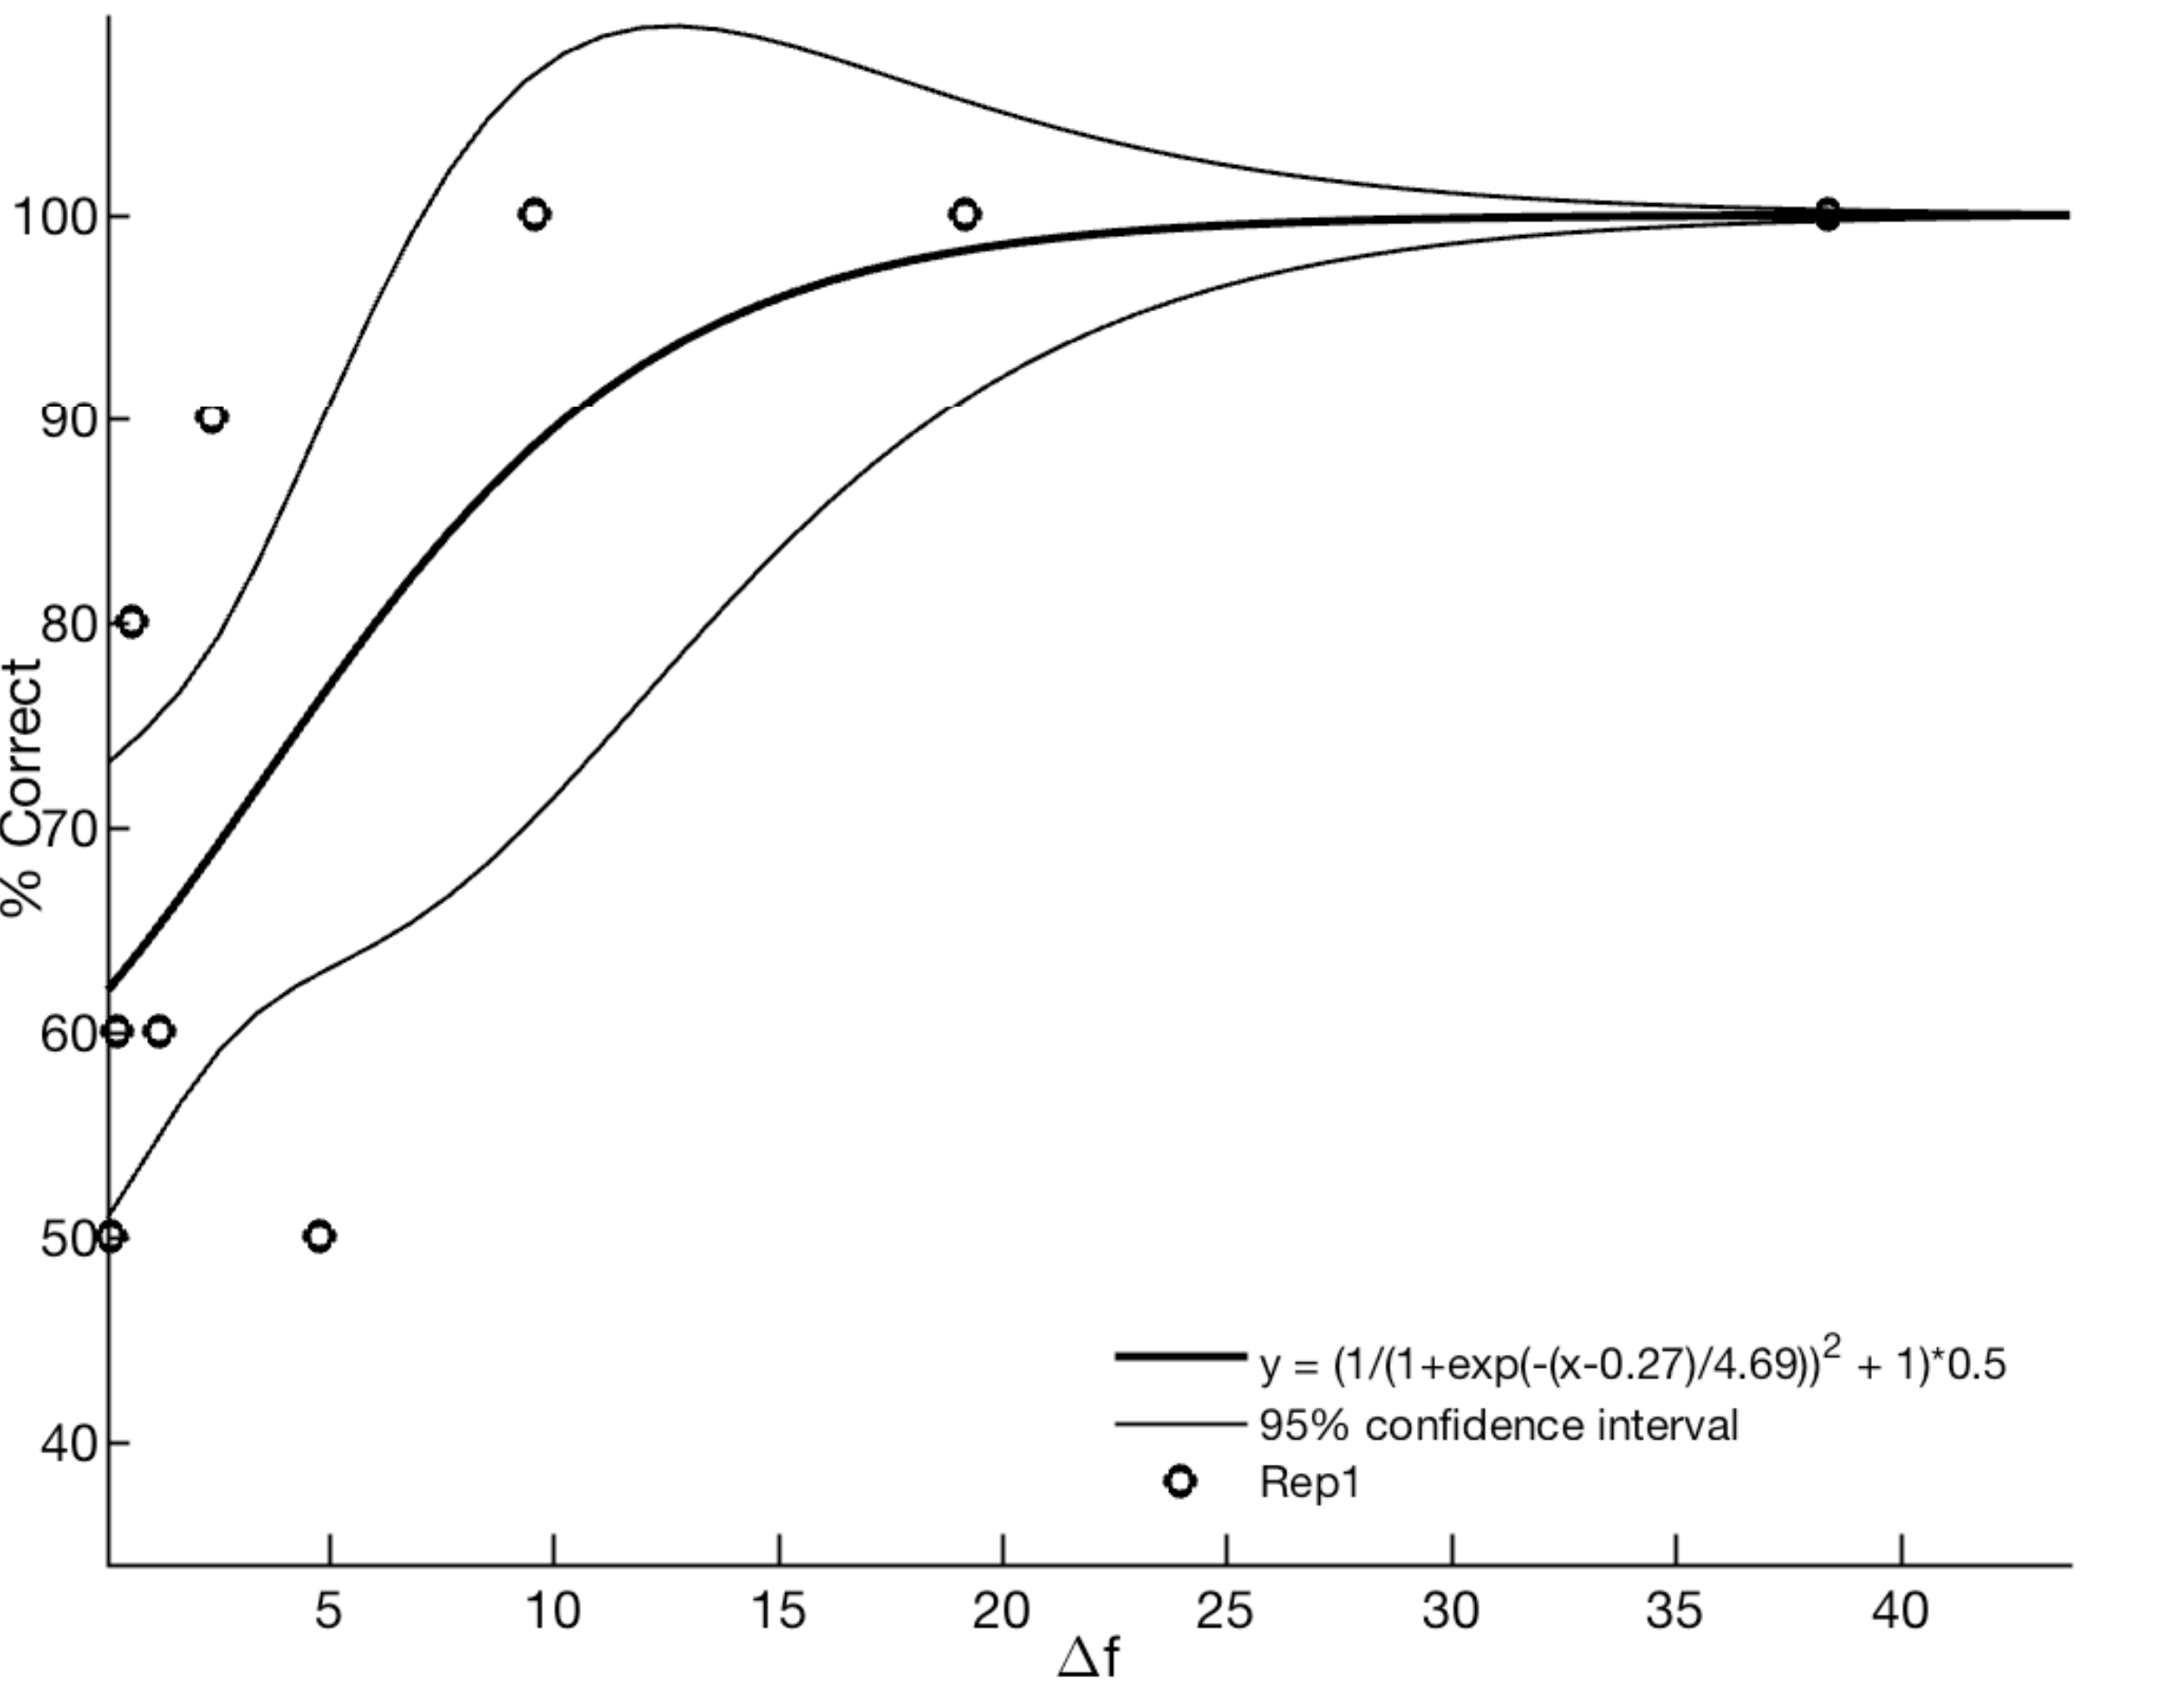 100
90
80
70
60
50
40
% Correct
y = (1/(1+exp(-(x-0.27)/4.69))² + 1)*0.5
95% confidence interval
Rep1
5 10 15 20 25 30 35 40
Δf